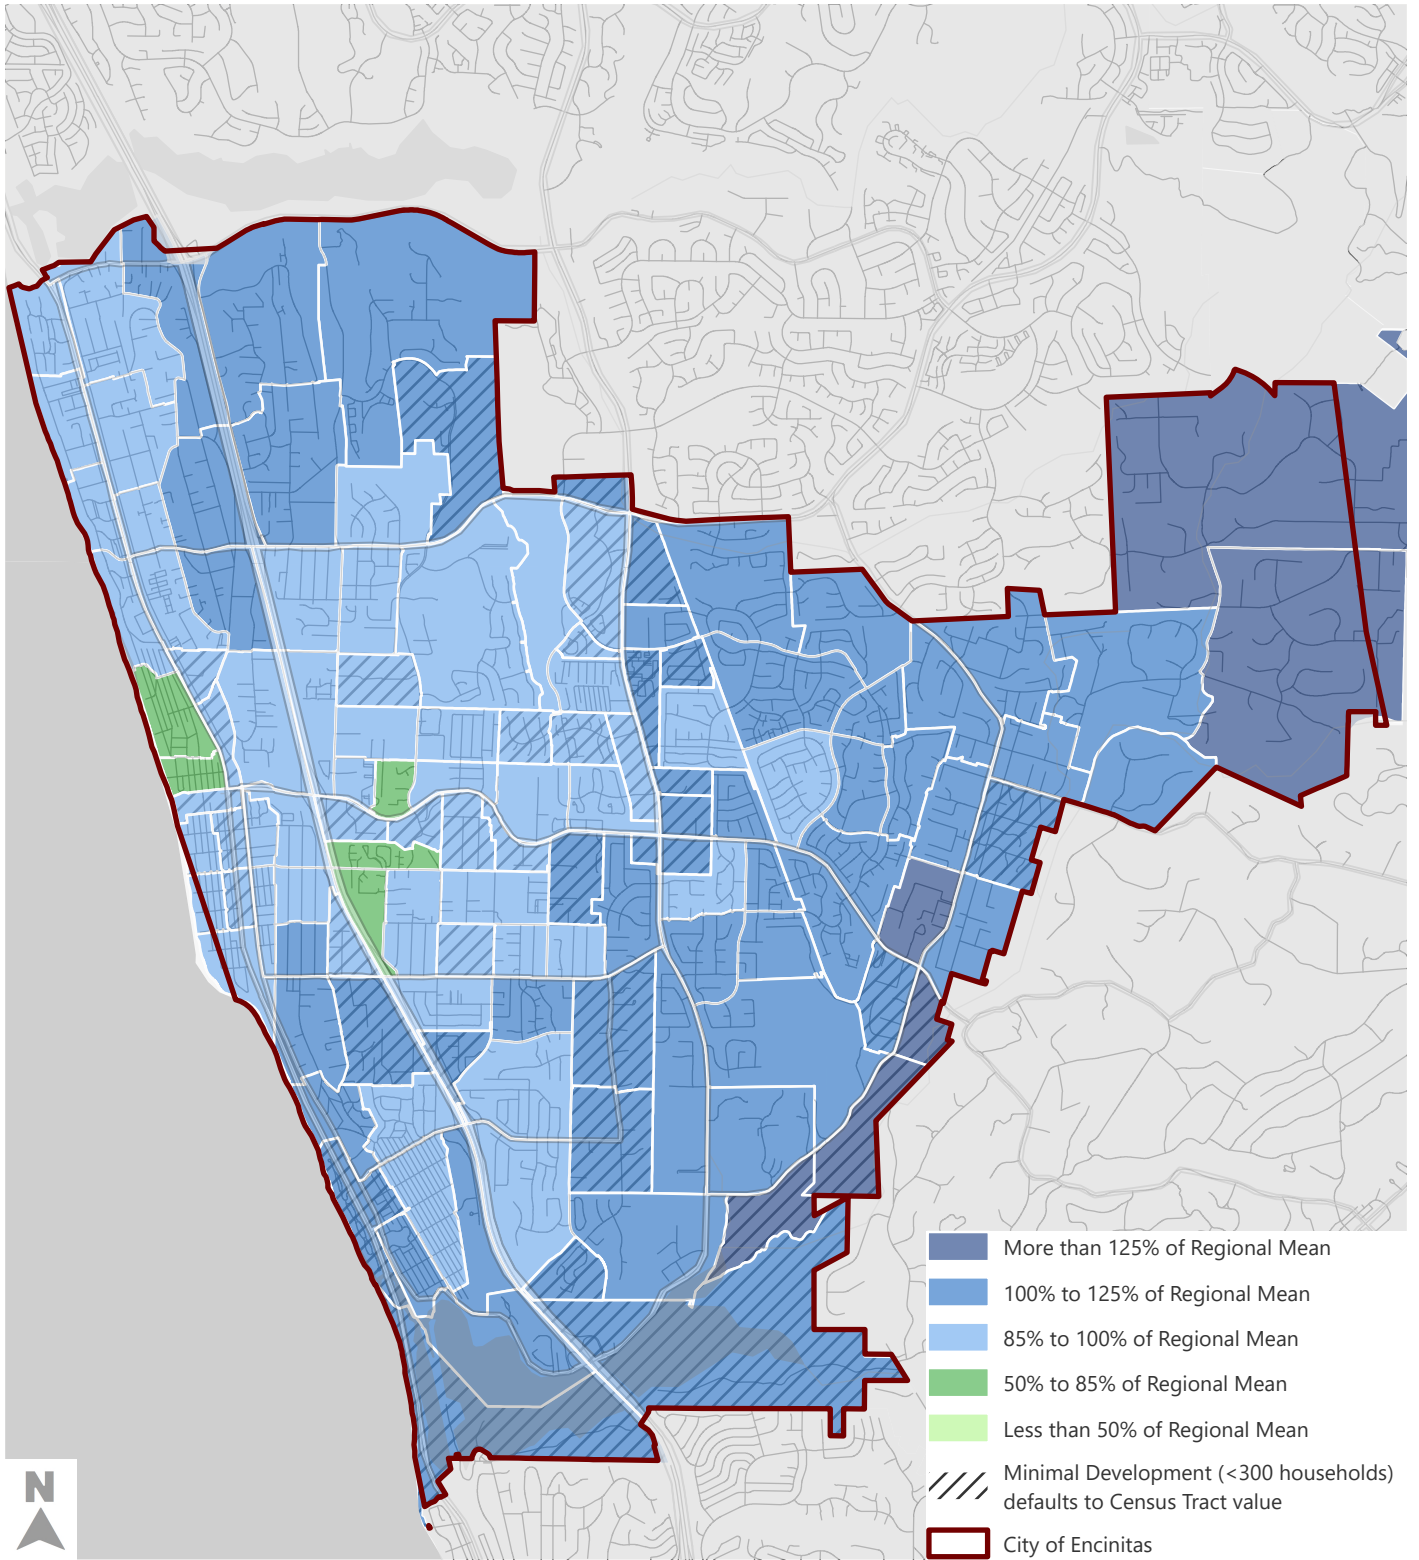 More than 125% of Regional Mean
100% to 125% of Regional Mean
85% to 100% of Regional Mean
50% to 85% of Regional Mean
Less than 50% of Regional Mean
Minimal Development (<300 households)
defaults to Census Tract value
City of Encinitas
N